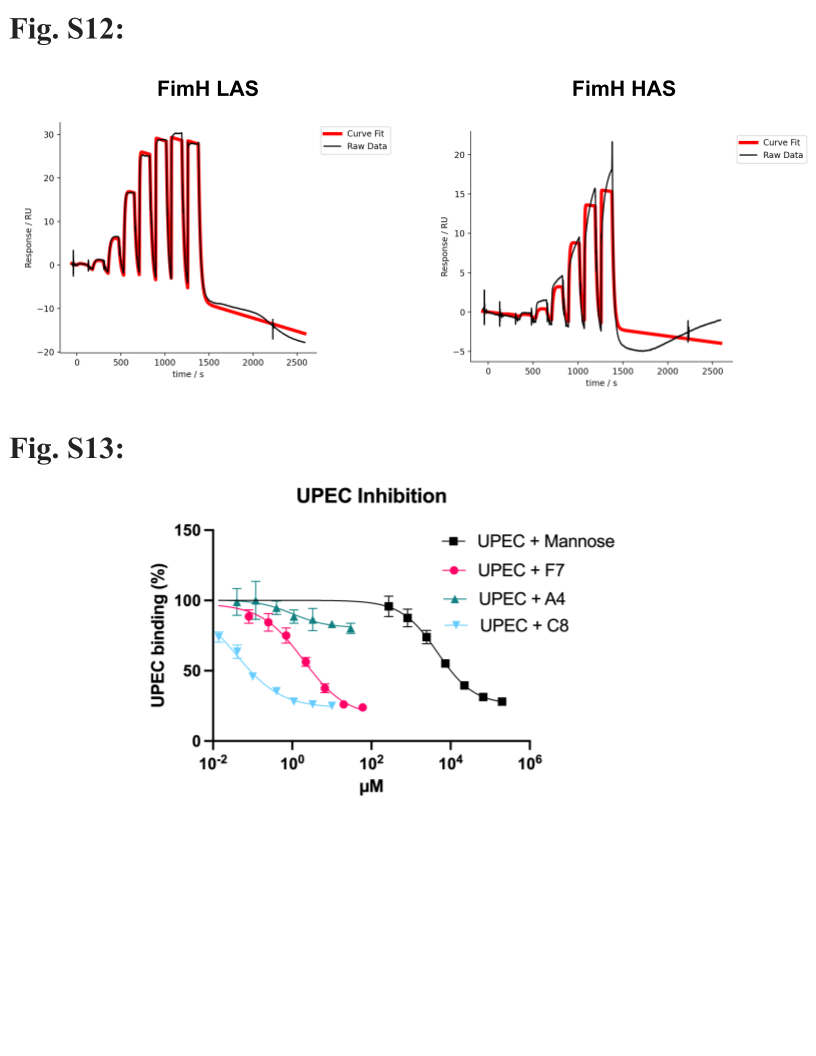 Fig. S12:
FimH LAS
FimH HAS
Curve Fit
Raw Data
Response / RU
30
20
10
0
−10
−20
0
500
1000
1500
2000
2500
time / s
Curve Fit
Raw Data
Response / RU
20
15
10
5
0
−5
0
500
1000
1500
2000
2500
time / s
Fig. S13:
UPEC Inhibition
UPEC binding (%)
150
100
50
0
10-2
100
102
104
106
µM
UPEC + Mannose
UPEC + F7
UPEC + A4
UPEC + C8